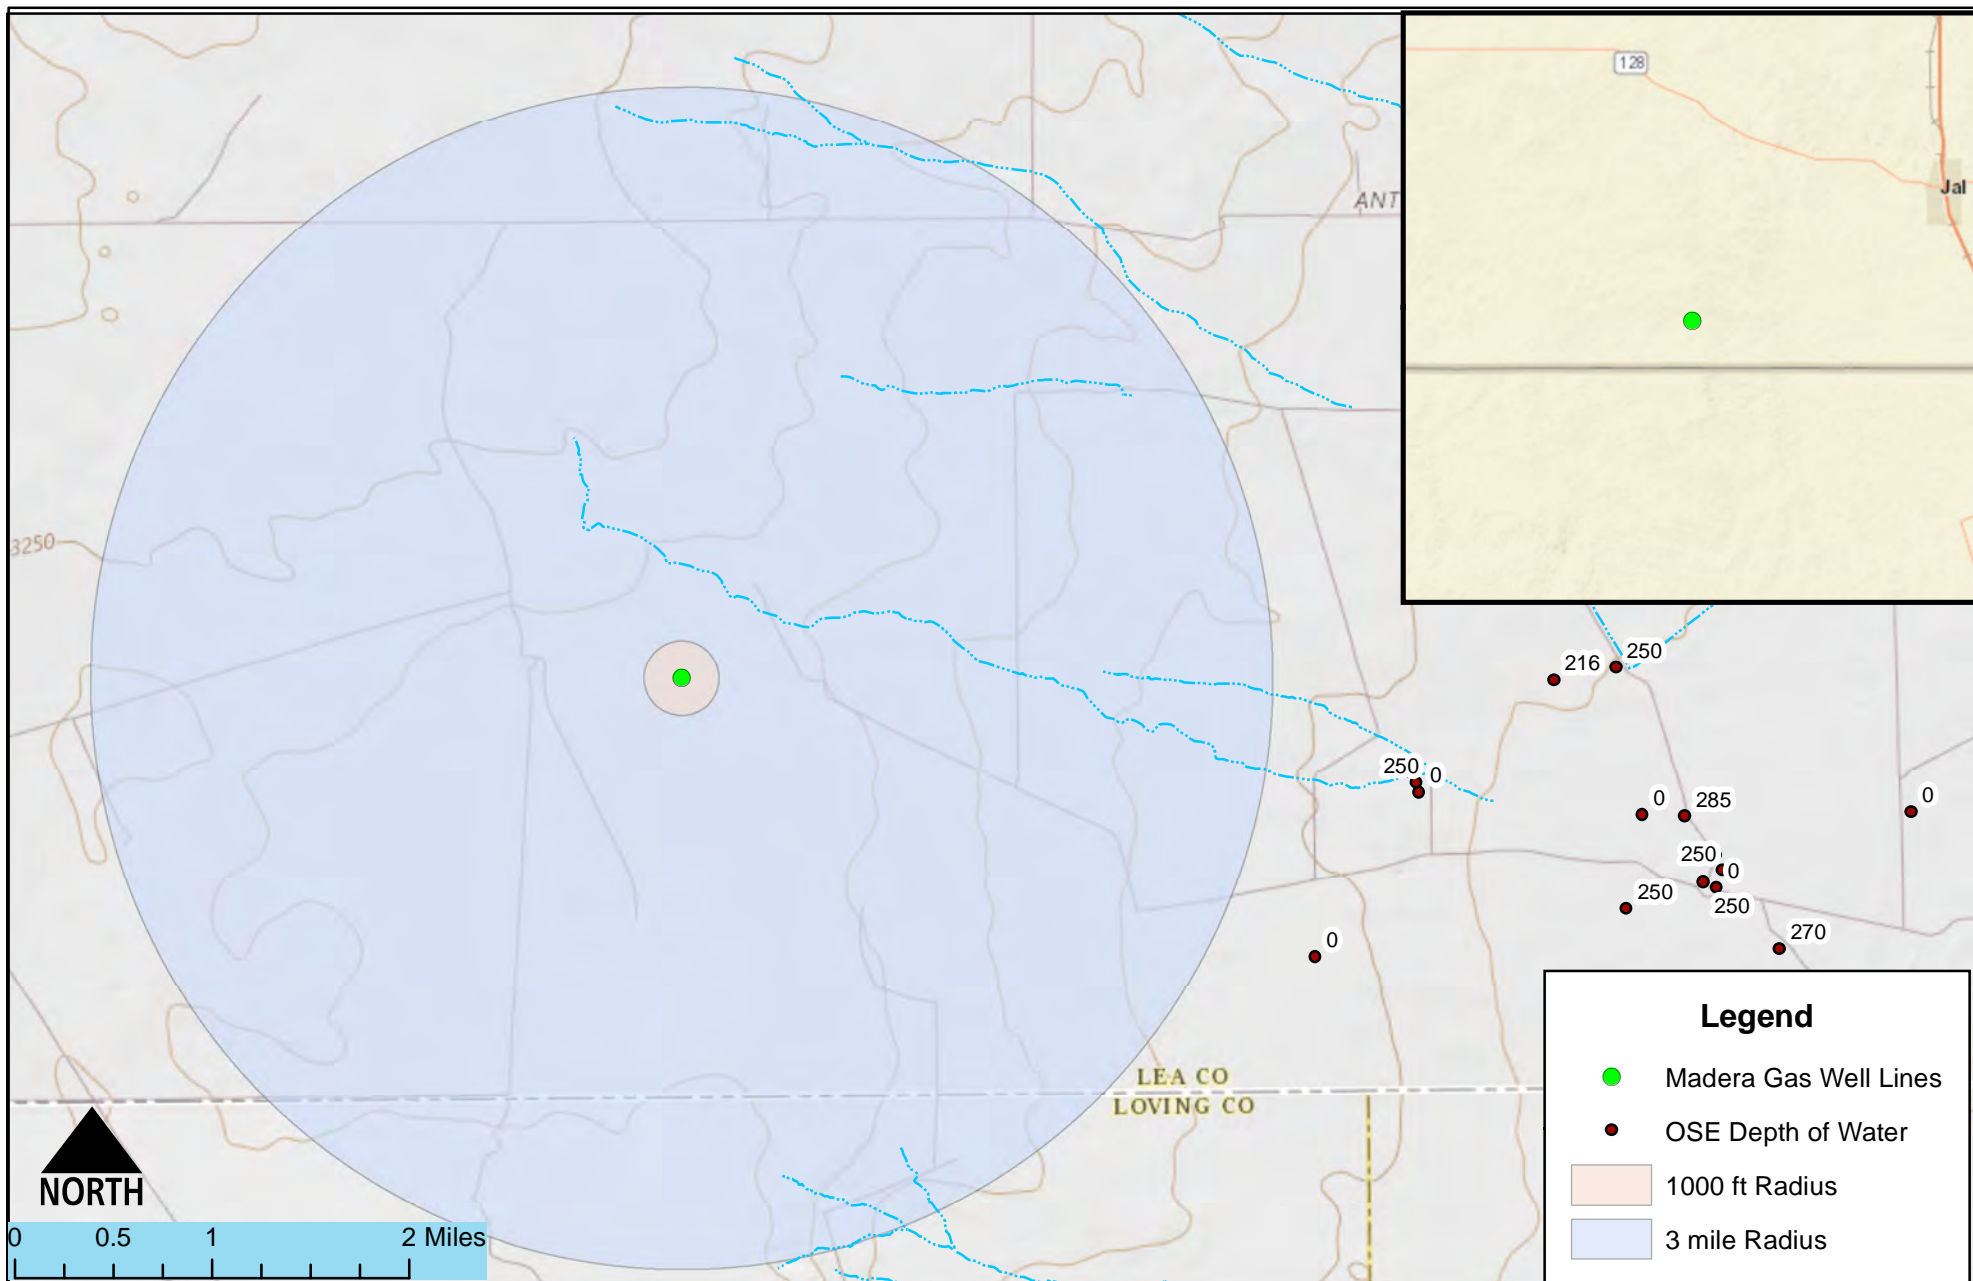 128
Jal
ANT
3250
250
216
250
0
0
285
0
250
0
250
250
270
0
LEA CO
LOVING CO
NORTH
0 0.5 1 2 Miles
Legend
Madera Gas Well Lines
OSE Depth of Water
1000 ft Radius
3 mile Radius